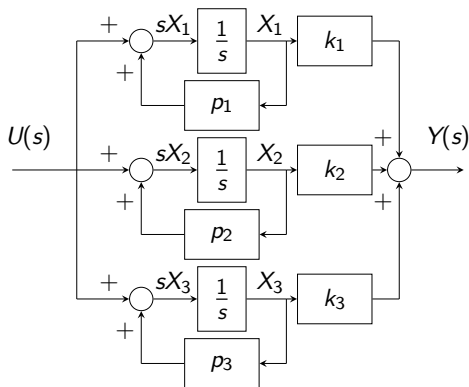 + sX₁ 1/s X₁ k₁
+ p₁
U(s) + sX₂ 1/s X₂ k₂ + Y(s)
+ p₂ +
+ sX₃ 1/s X₃ k₃
+ p₃